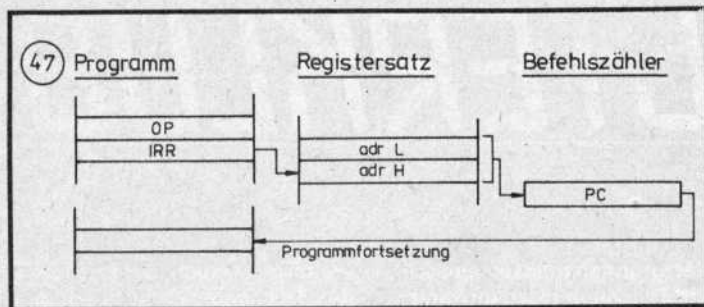 47 Programm Registersatz Befehlszähler
OP
IRR
adr L
adr H
PC
Programmfortsetzung